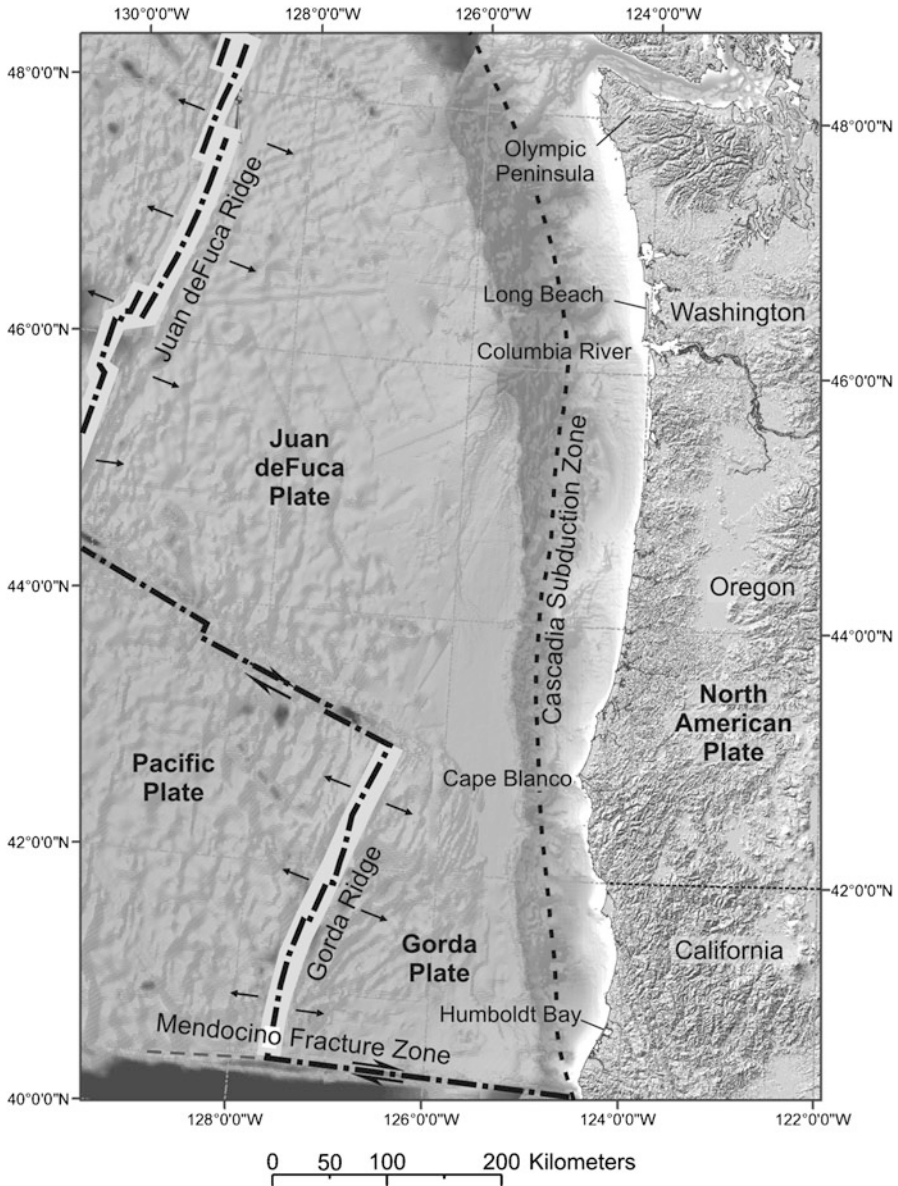 130°0'0"W
128°0'0"W
126°0'0"W
124°0'0"W
48°0'0"N
48°0'0"N
Olympic
Peninsula
Juan deFuca Ridge
Long Beach
Washington
46°0'0"N
Columbia River
46°0'0"N
Juan
deFuca
Plate
Cascadia Subduction Zone
Oregon
44°0'0"N
44°0'0"N
North
American
Plate
Pacific
Plate
Cape Blanco
42°0'0"N
42°0'0"N
Gorda Ridge
Gorda
Plate
California
Humboldt Bay
Mendocino Fracture Zone
40°0'0"N
128°0'0"W
126°0'0"W
124°0'0"W
122°0'0"W
0 50 100 200 Kilometers